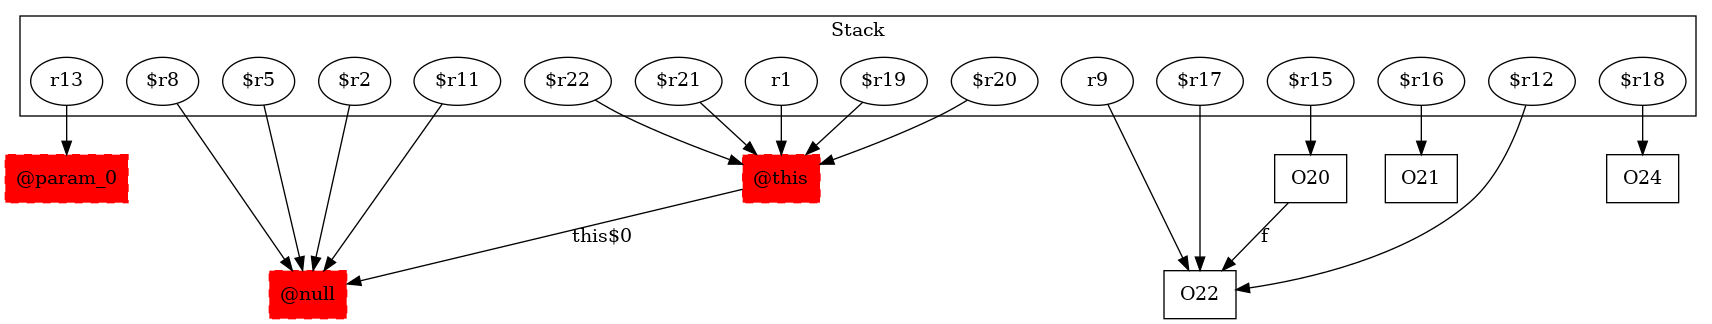 Stack
r13 $r8 $r5 $r2 $r11 $r22 $r21 r1 $r19 $r20 r9 $r17 $r15 $r16 $r12 $r18
@param_0 @this O20 O21 O24
this$0 f
@null O22